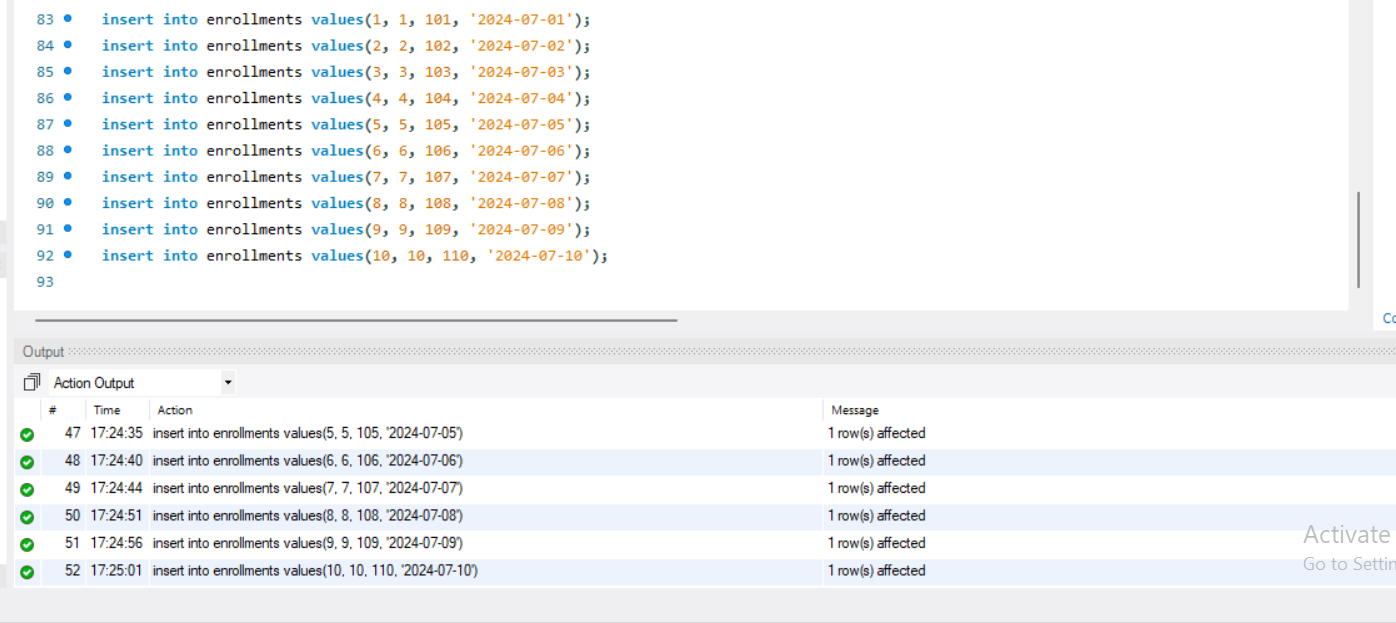 83 insert into enrollments values(1, 1, 101, '2024-07-01');
84 insert into enrollments values(2, 2, 102, '2024-07-02');
85 insert into enrollments values(3, 3, 103, '2024-07-03');
86 insert into enrollments values(4, 4, 104, '2024-07-04');
87 insert into enrollments values(5, 5, 105, '2024-07-05');
88 insert into enrollments values(6, 6, 106, '2024-07-06');
89 insert into enrollments values(7, 7, 107, '2024-07-07');
90 insert into enrollments values(8, 8, 108, '2024-07-08');
91 insert into enrollments values(9, 9, 109, '2024-07-09');
92 insert into enrollments values(10, 10, 110, '2024-07-10');
93
Co
Output
Action Output
# Time Action Message
47 17:24:35 insert into enrollments values(5, 5, 105, '2024-07-05') 1 row(s) affected
48 17:24:40 insert into enrollments values(6, 6, 106, '2024-07-06') 1 row(s) affected
49 17:24:44 insert into enrollments values(7, 7, 107, '2024-07-07') 1 row(s) affected
50 17:24:51 insert into enrollments values(8, 8, 108, '2024-07-08') 1 row(s) affected
51 17:24:56 insert into enrollments values(9, 9, 109, '2024-07-09') 1 row(s) affected
52 17:25:01 insert into enrollments values(10, 10, 110, '2024-07-10') 1 row(s) affected
Activate
Go to Settin